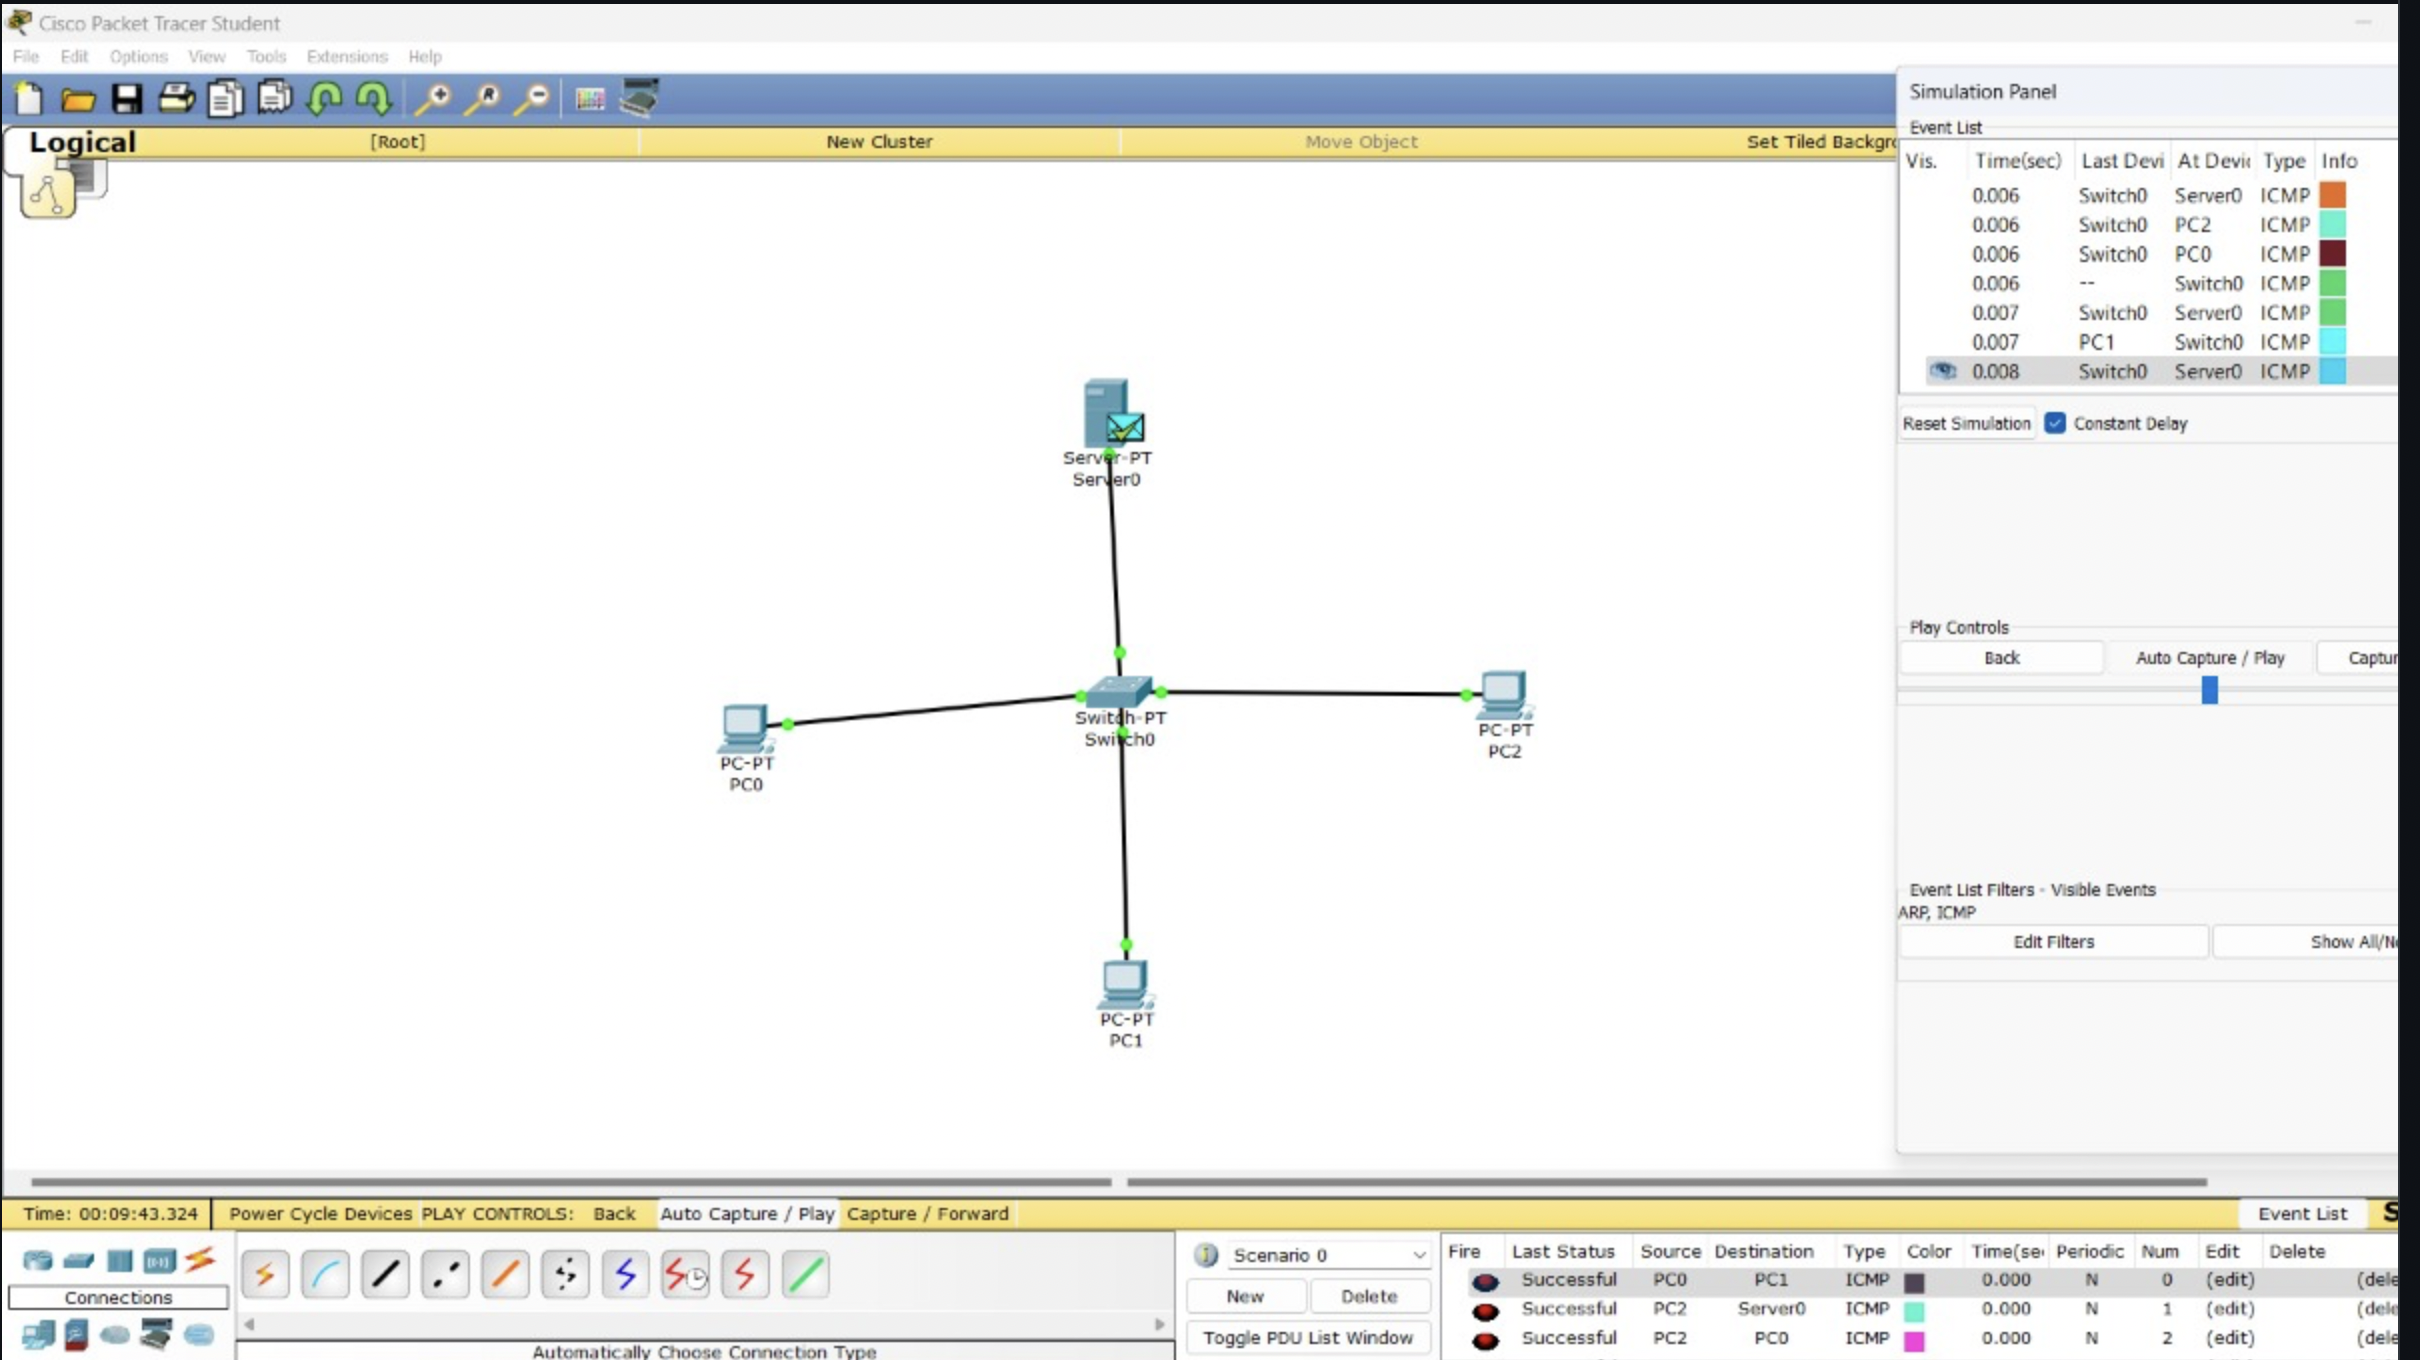 Cisco Packet Tracer Student
File Edit Options View Tools Extensions Help
Simulation Panel
Event List
Logical [Root] New Cluster Move Object Set Tiled Backgro
Vis. Time(sec) Last Devi At Devi Type Info
0.006 Switch0 Server0 ICMP
0.006 Switch0 PC2 ICMP
0.006 Switch0 PC0 ICMP
0.006 -- Switch0 ICMP
0.007 Switch0 Server0 ICMP
0.007 PC1 Switch0 ICMP
0.008 Switch0 Server0 ICMP
Reset Simulation Constant Delay
Server-PT
Server0
Play Controls
Back Auto Capture / Play Captur
Switch-PT
Switch0
PC-PT
PC2
PC-PT
PC0
Event List Filters - Visible Events
ARP, ICMP
Edit Filters Show All/No
PC-PT
PC1
Time: 00:09:43.324 Power Cycle Devices PLAY CONTROLS: Back Auto Capture / Play Capture / Forward Event List S
Connections
Automatically Choose Connection Type
Scenario 0
New Delete
Toggle PDU List Window
Fire Last Status Source Destination Type Color Time(se Periodic Num Edit Delete
Successful PC0 PC1 ICMP 0.000 N 0 (edit) (dele
Successful PC2 Server0 ICMP 0.000 N 1 (edit) (dele
Successful PC2 PC0 ICMP 0.000 N 2 (edit) (dele